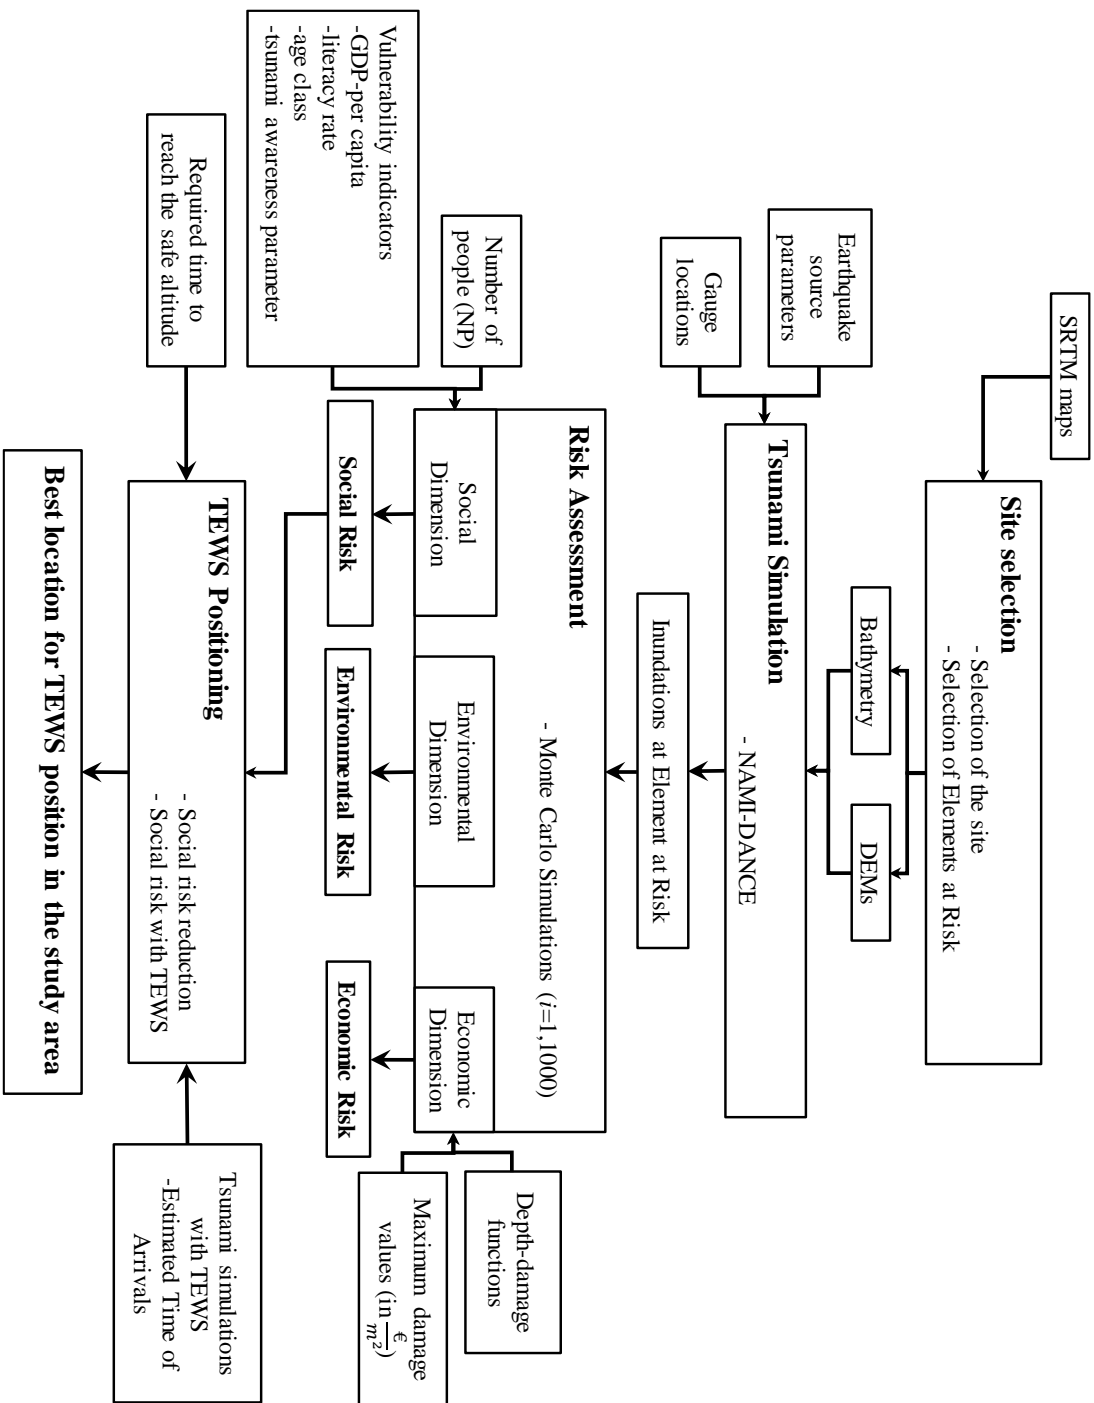 SRTM maps
Site selection
- Selection of the site
- Selection of Elements at Risk
Bathymetry
DEMs
Earthquake
source
parameters
Gauge
locations
Tsunami Simulation
- NAMI-DANCE
Inundations at Element at Risk
Risk Assessment
- Monte Carlo Simulations (i=1,1000)
Number of
people (NP)
Vulnerability indicators
-GDP-per capita
-literacy rate
-age class
-tsunami awareness parameter
Social
Dimension
Environmental
Dimension
Economic
Dimension
Depth-damage
functions
Maximum damage
values (in €/m²)
Social Risk
Environmental Risk
Economic Risk
Required time to
reach the safe altitude
TEWS Positioning
- Social risk reduction
- Social risk with TEWS
Tsunami simulations
with TEWS
-Estimated Time of
Arrivals
Best location for TEWS position in the study area